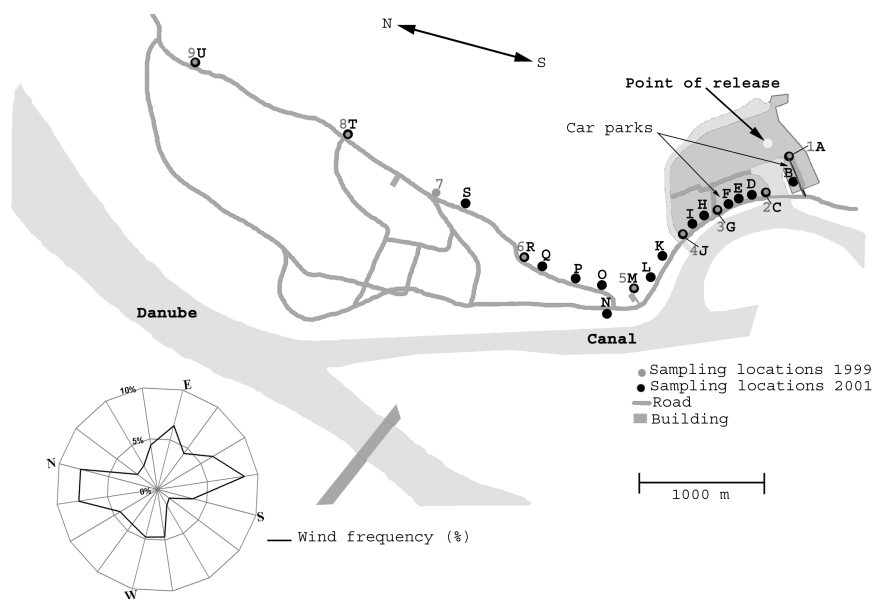 N
S
9U
8T
7
S
6R
Q
P
O
N
5M
L
K
4J
I
H
3G
F
E
D
2C
B
1A
Point of release
Car parks
Danube
Canal
Sampling locations 1999
Sampling locations 2001
Road
Building
1000 m
10%
5%
0%
E
N
S
W
Wind frequency (%)